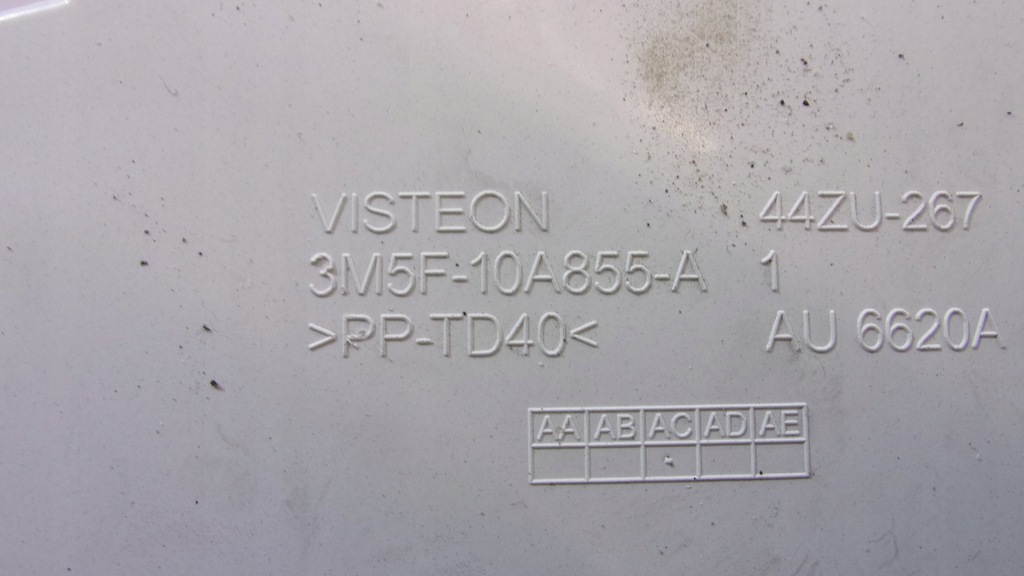 VISTEON 44ZU-267
3M5F-10A855-A 1
>PP-TD40< AU 6620A
AA AB AC AD AE